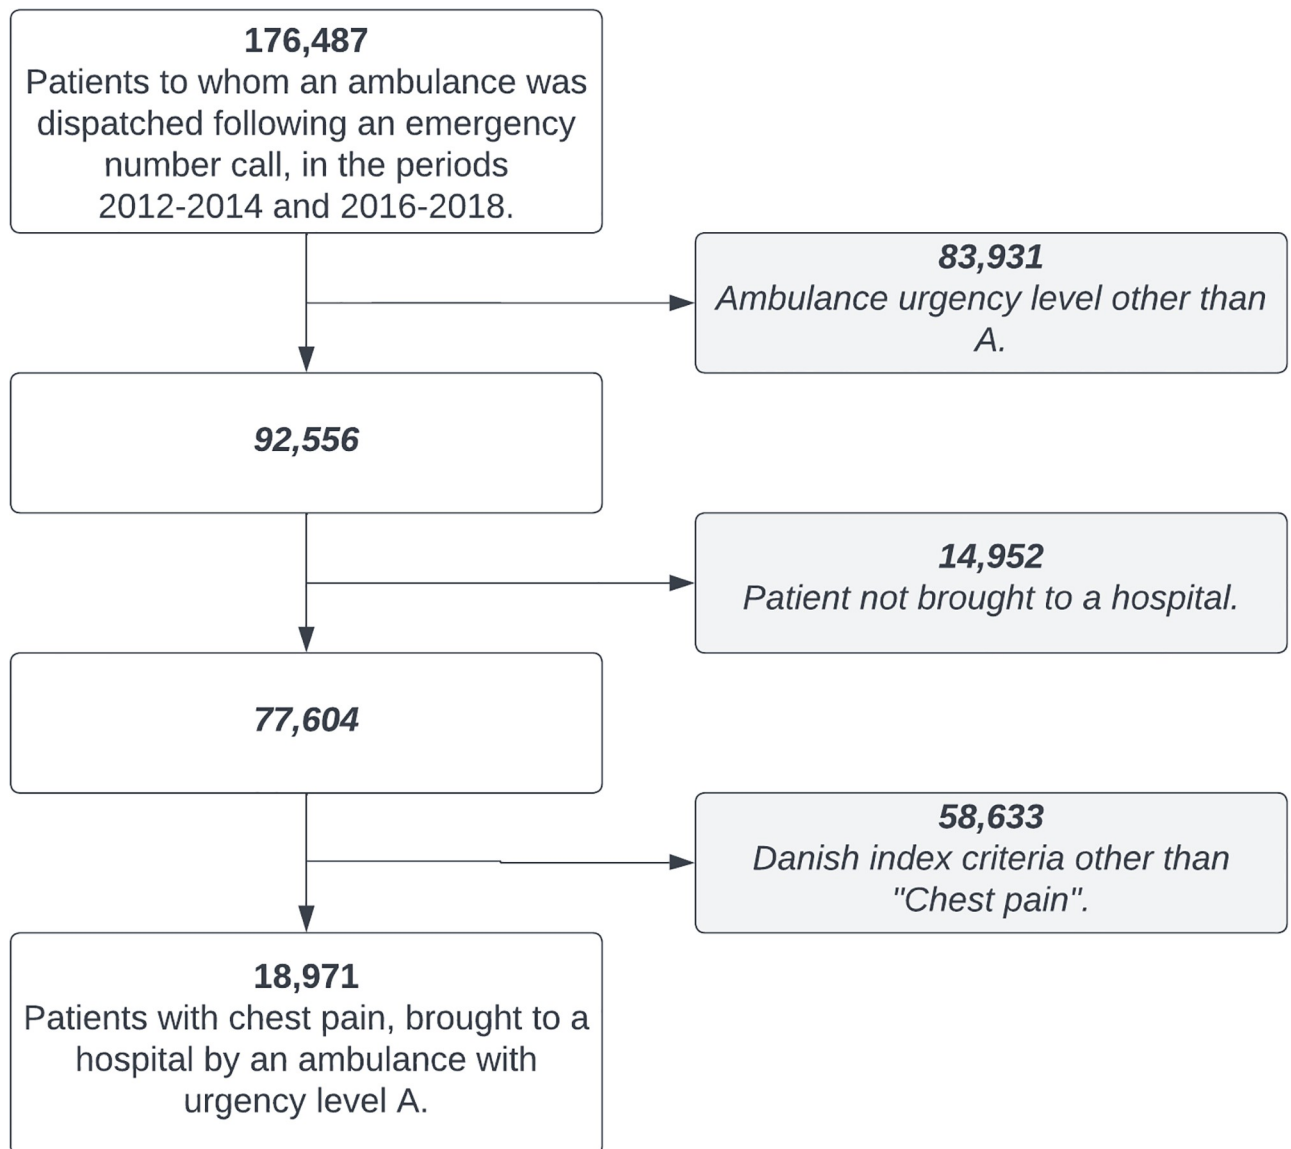 176,487
Patients to whom an ambulance was
dispatched following an emergency
number call, in the periods
2012-2014 and 2016-2018.
83,931
Ambulance urgency level other than
A.
92,556
14,952
Patient not brought to a hospital.
77,604
58,633
Danish index criteria other than
"Chest pain".
18,971
Patients with chest pain, brought to a
hospital by an ambulance with
urgency level A.